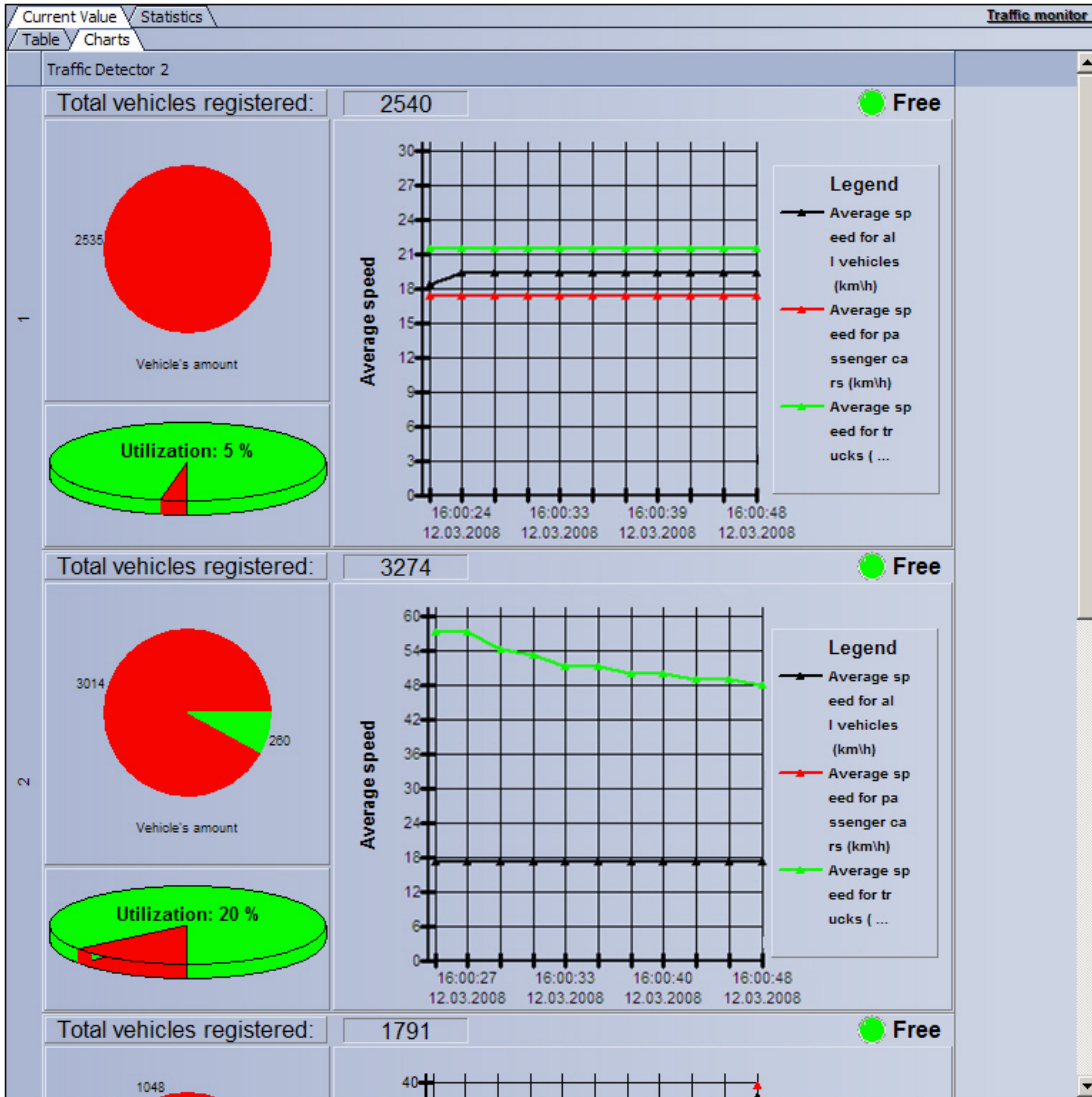 Current Value
Statistics
Traffic monitor
Table
Charts
Traffic Detector 2
1
Total vehicles registered:
2540
Free
2535
Vehicle's amount
Utilization: 5 %
Average speed
30
27
24
21
18
15
12
9
6
3
0
16:00:24
12.03.2008
16:00:33
12.03.2008
16:00:39
12.03.2008
16:00:48
12.03.2008
Legend
Average sp
eed for al
l vehicles
(km\h)
Average sp
eed for pa
ssenger ca
rs (km\h)
Average sp
eed for tr
ucks ( ...
2
Total vehicles registered:
3274
Free
3014
260
Vehicle's amount
Utilization: 20 %
Average speed
60
54
48
42
36
30
24
18
12
6
0
16:00:27
12.03.2008
16:00:33
12.03.2008
16:00:40
12.03.2008
16:00:48
12.03.2008
Legend
Average sp
eed for al
l vehicles
(km\h)
Average sp
eed for pa
ssenger ca
rs (km\h)
Average sp
eed for tr
ucks ( ...
Total vehicles registered:
1791
Free
1048
40